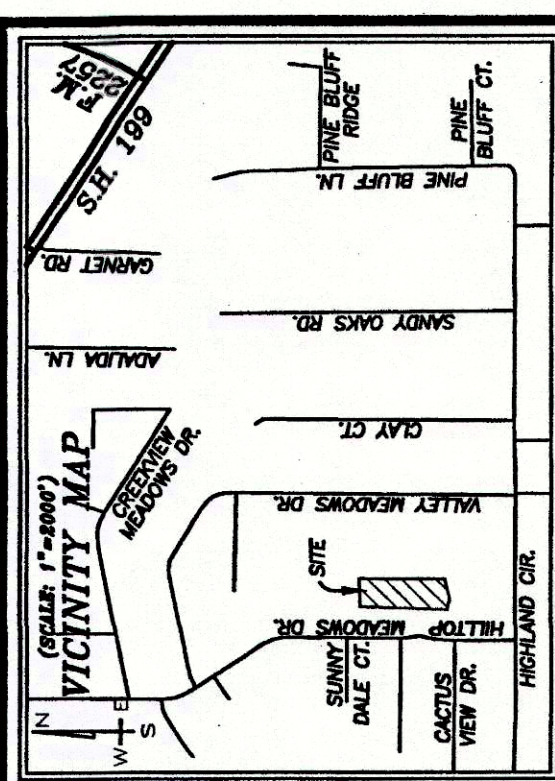 (SCALE: 1"=2000')
VICINITY MAP
N
W E
S
F.M.
2257
S.H. 199
GARNET RD.
ADALIDA LN.
CREEKVIEW
MEADOWS DR.
PINE BLUFF
RIDGE
PINE
BLUFF CT.
PINE BLUFF LN.
SANDY OAKS RD.
CLAY CT.
VALLEY MEADOWS DR.
SITE
HILLTOP MEADOWS DR.
SUNNY
DALE CT.
CACTUS
VIEW DR.
HIGHLAND CIR.